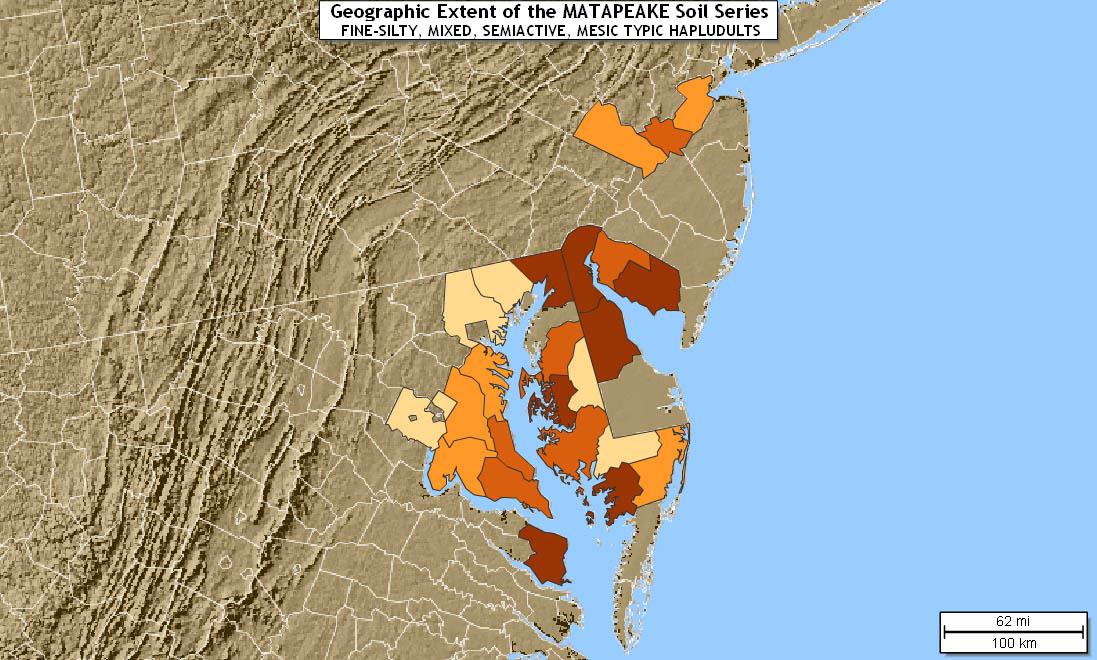 Geographic Extent of the MATAPEAKE Soil Series
FINE-SILTY, MIXED, SEMIACTIVE, MESIC TYPIC HAPLUDULTS
62 mi
100 km